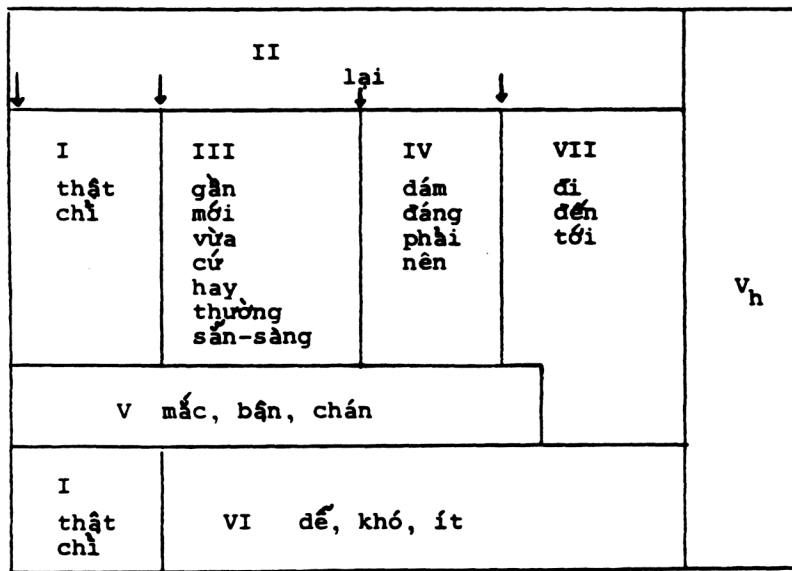 II
lại
I III IV VII
thật gần dám đi
chỉ mới đáng đến
vừa phải tới
cứ nên
hay
thường
sẵn-sàng
V_h
V mắc, bận, chán
I
thật VI dễ, khó, ít
chỉ